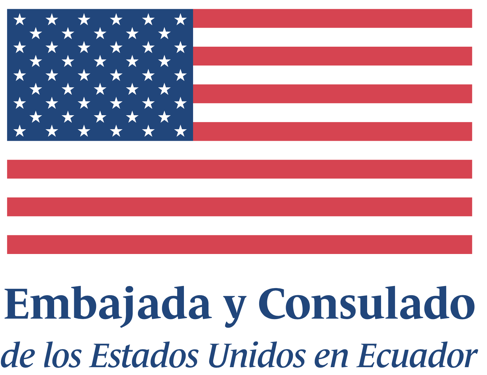 Embajada y Consulado
de los Estados Unidos en Ecuador